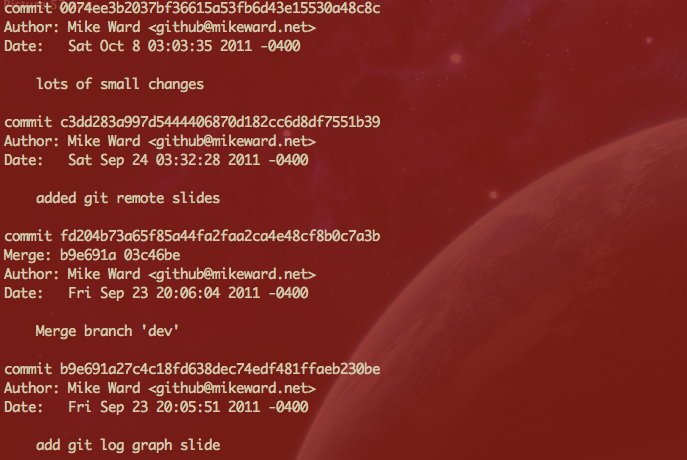 commit 0074ee3b2037bf36615a53fb6d43e15530a48c8c
Author: Mike Ward <github@mikeward.net>
Date:   Sat Oct 8 03:03:35 2011 -0400
lots of small changes
commit c3dd283a997d5444406870d182cc6d8df7551b39
Author: Mike Ward <github@mikeward.net>
Date:   Sat Sep 24 03:32:28 2011 -0400
added git remote slides
commit fd204b73a65f85a44fa2faa2ca4e48cf8b0c7a3b
Merge: b9e691a 03c46be
Author: Mike Ward <github@mikeward.net>
Date:   Fri Sep 23 20:06:04 2011 -0400
Merge branch 'dev'
commit b9e691a27c4c18fd638dec74edf481ffaeb230be
Author: Mike Ward <github@mikeward.net>
Date:   Fri Sep 23 20:05:51 2011 -0400
add git log graph slide